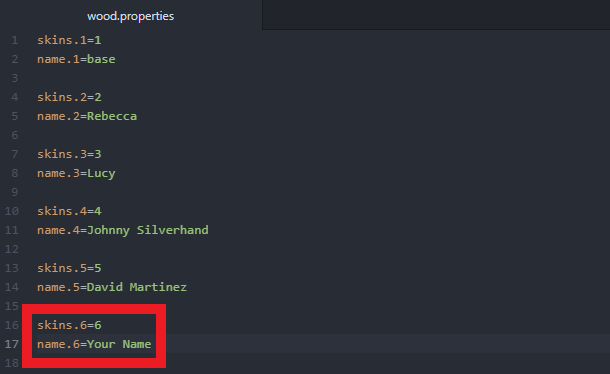 wood.properties
1 skins.1=1
2 name.1=base
3
4 skins.2=2
5 name.2=Rebecca
6
7 skins.3=3
8 name.3=Lucy
9
10 skins.4=4
11 name.4=Johnny Silverhand
12
13 skins.5=5
14 name.5=David Martinez
15
16 skins.6=6
17 name.6=Your Name
18